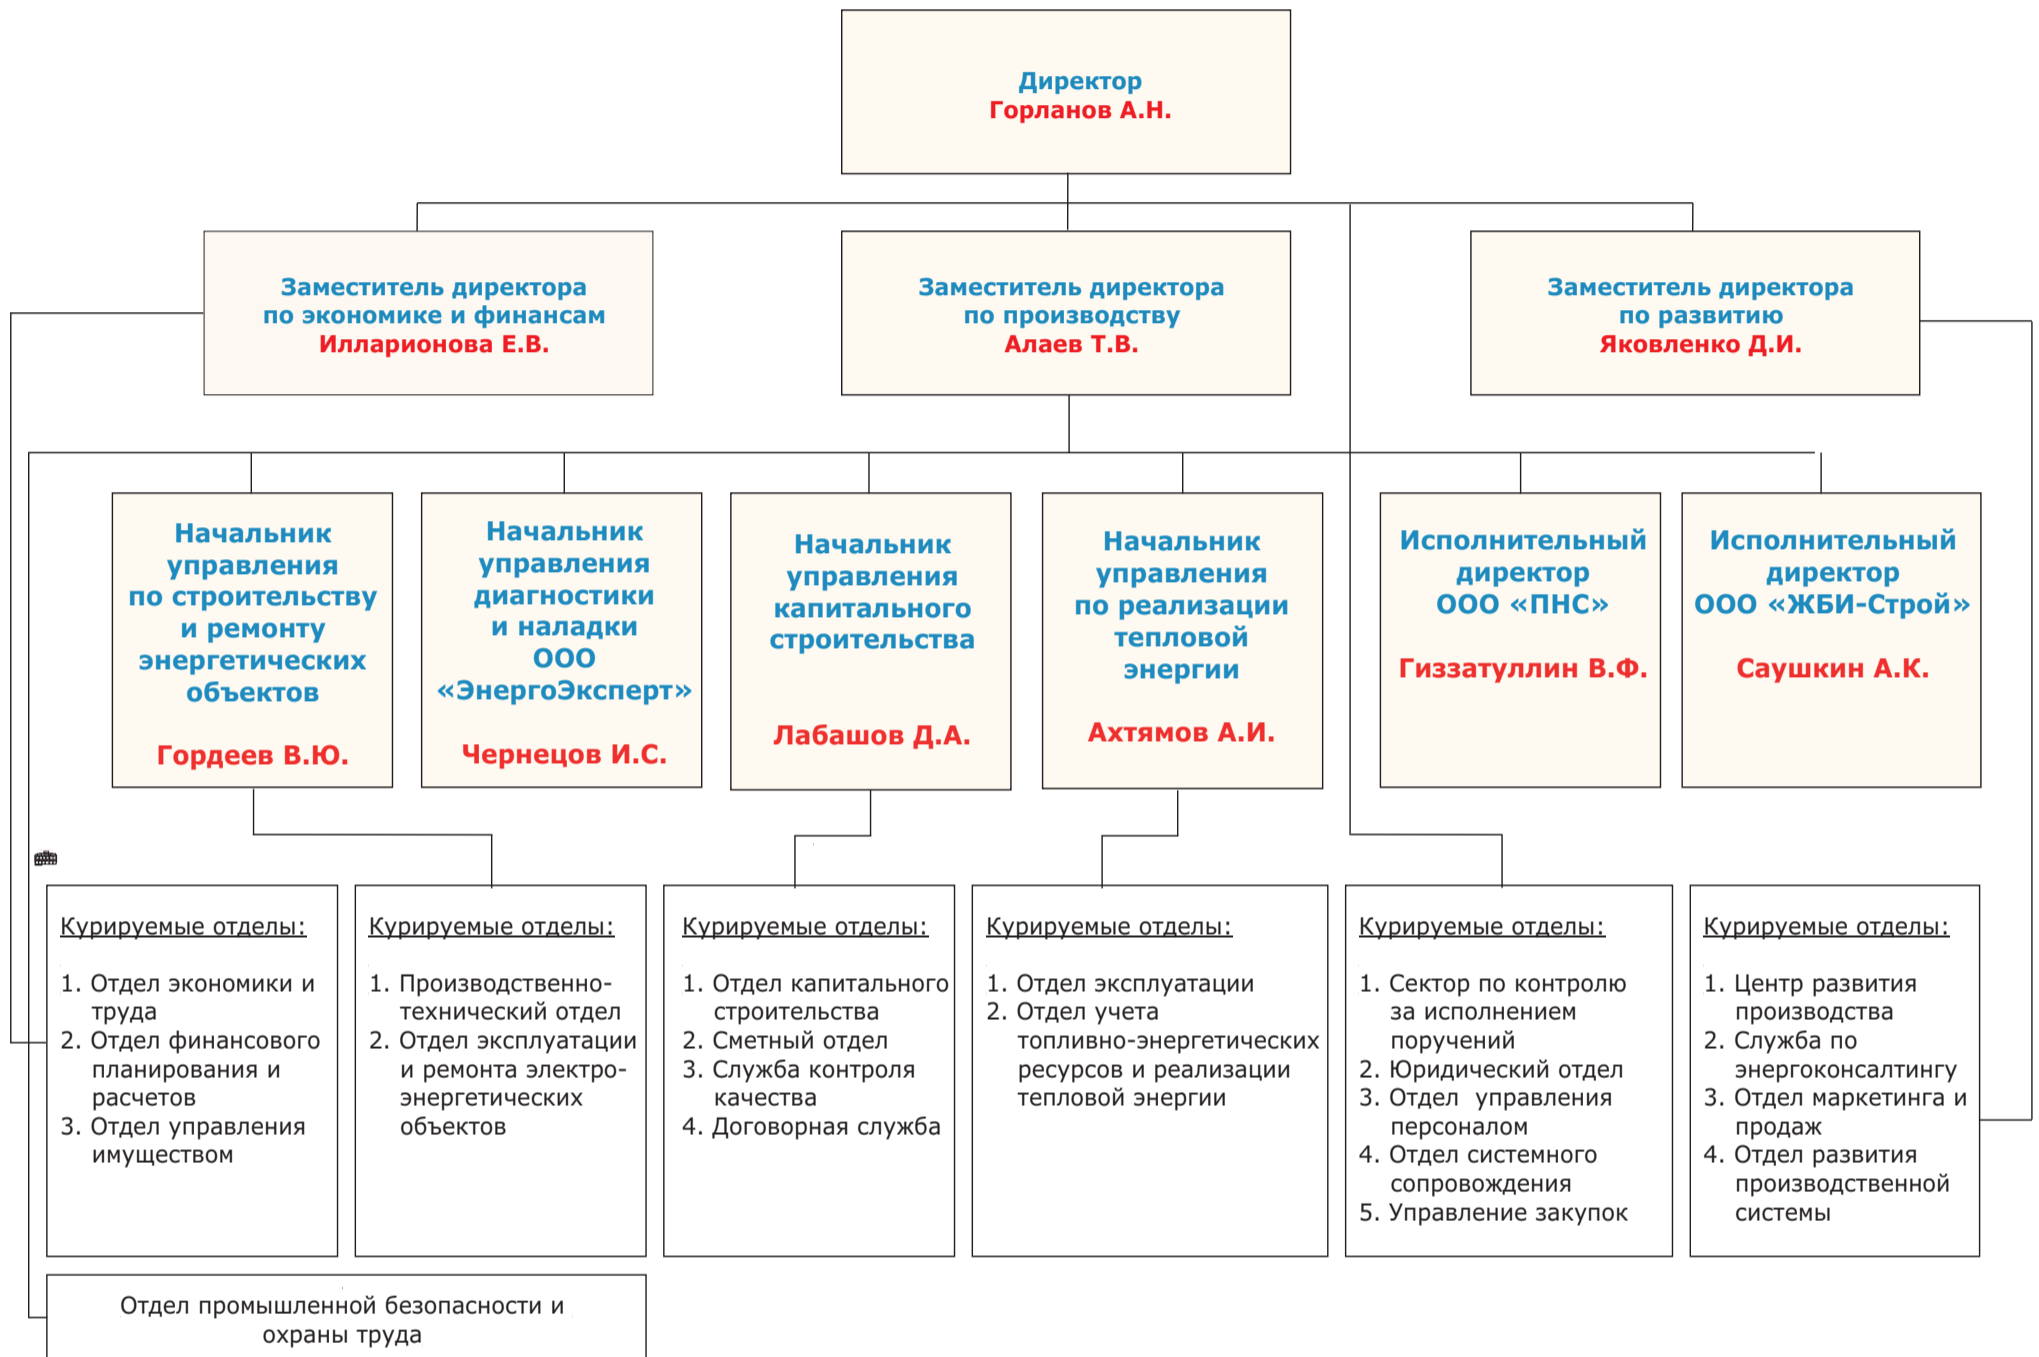 Директор
Горланов А.Н.
Заместитель директора
по экономике и финансам
Илларионова Е.В.
Заместитель директора
по производству
Алаев Т.В.
Заместитель директора
по развитию
Яковленко Д.И.
Начальник
управления
по строительству
и ремонту
энергетических
объектов
Гордеев В.Ю.
Начальник
управления
диагностики
и наладки
ООО
«ЭнергоЭксперт»
Чернецов И.С.
Начальник
управления
капитального
строительства
Лабашов Д.А.
Начальник
управления
по реализации
тепловой
энергии
Ахтямов А.И.
Исполнительный
директор
ООО «ПНС»
Гиззатуллин В.Ф.
Исполнительный
директор
ООО «ЖБИ-Строй»
Саушкин А.К.
Курируемые отделы:
1. Отдел экономики и
труда
2. Отдел финансового
планирования и
расчетов
3. Отдел управления
имуществом
Курируемые отделы:
1. Производственно-
технический отдел
2. Отдел эксплуатации
и ремонта электро-
энергетических
объектов
Курируемые отделы:
1. Отдел капитального
строительства
2. Сметный отдел
3. Служба контроля
качества
4. Договорная служба
Курируемые отделы:
1. Отдел эксплуатации
2. Отдел учета
топливно-энергетических
ресурсов и реализации
тепловой энергии
Курируемые отделы:
1. Сектор по контролю
за исполнением
поручений
2. Юридический отдел
3. Отдел управления
персоналом
4. Отдел системного
сопровождения
5. Управление закупок
Курируемые отделы:
1. Центр развития
производства
2. Служба по
энергоконсалтингу
3. Отдел маркетинга и
продаж
4. Отдел развития
производственной
системы
Отдел промышленной безопасности и
охраны труда